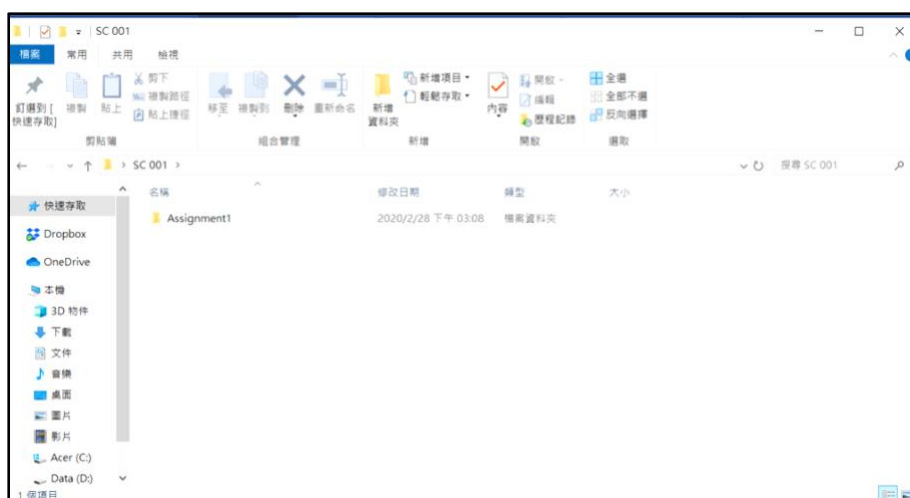 SC 001
檔案 常用 共用 檢視
釘選到 [快速存取]
複製
貼上
剪下
複製路徑
貼上捷徑
剪貼簿
移至
複製到
刪除
重新命名
組合管理
新增資料夾
新增項目
輕鬆存取
新增
內容
開啟
編輯
歷程記錄
開啟
全選
全部不選
反向選擇
選取
SC 001
搜尋 SC 001
名稱 修改日期 類型 大小
Assignment1 2020/2/28 下午 03:08 檔案資料夾
快速存取
Dropbox
OneDrive
本機
3D 物件
下載
文件
音樂
桌面
圖片
影片
Acer (C:)
Data (D:)
1 個項目